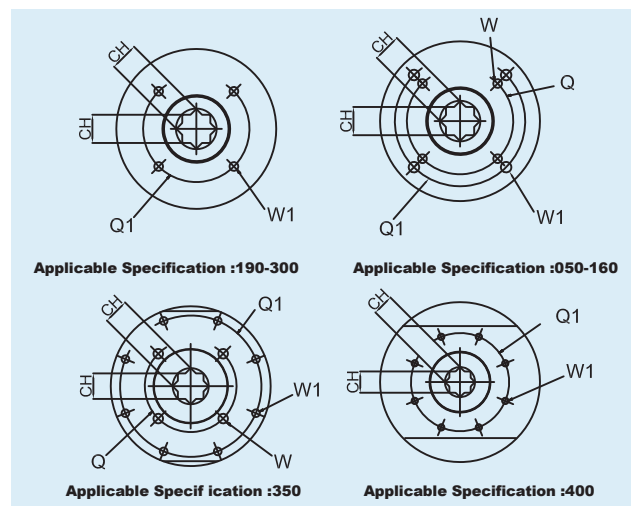 CH
CH
Q1
W1
Applicable Specification :190-300
CH
W
Q
CH
Q1
W1
Applicable Specification :050-160
CH
Q1
CH
W1
Q
W
Applicable Specif ication :350
CH
Q1
CH
W1
Applicable Specification :400